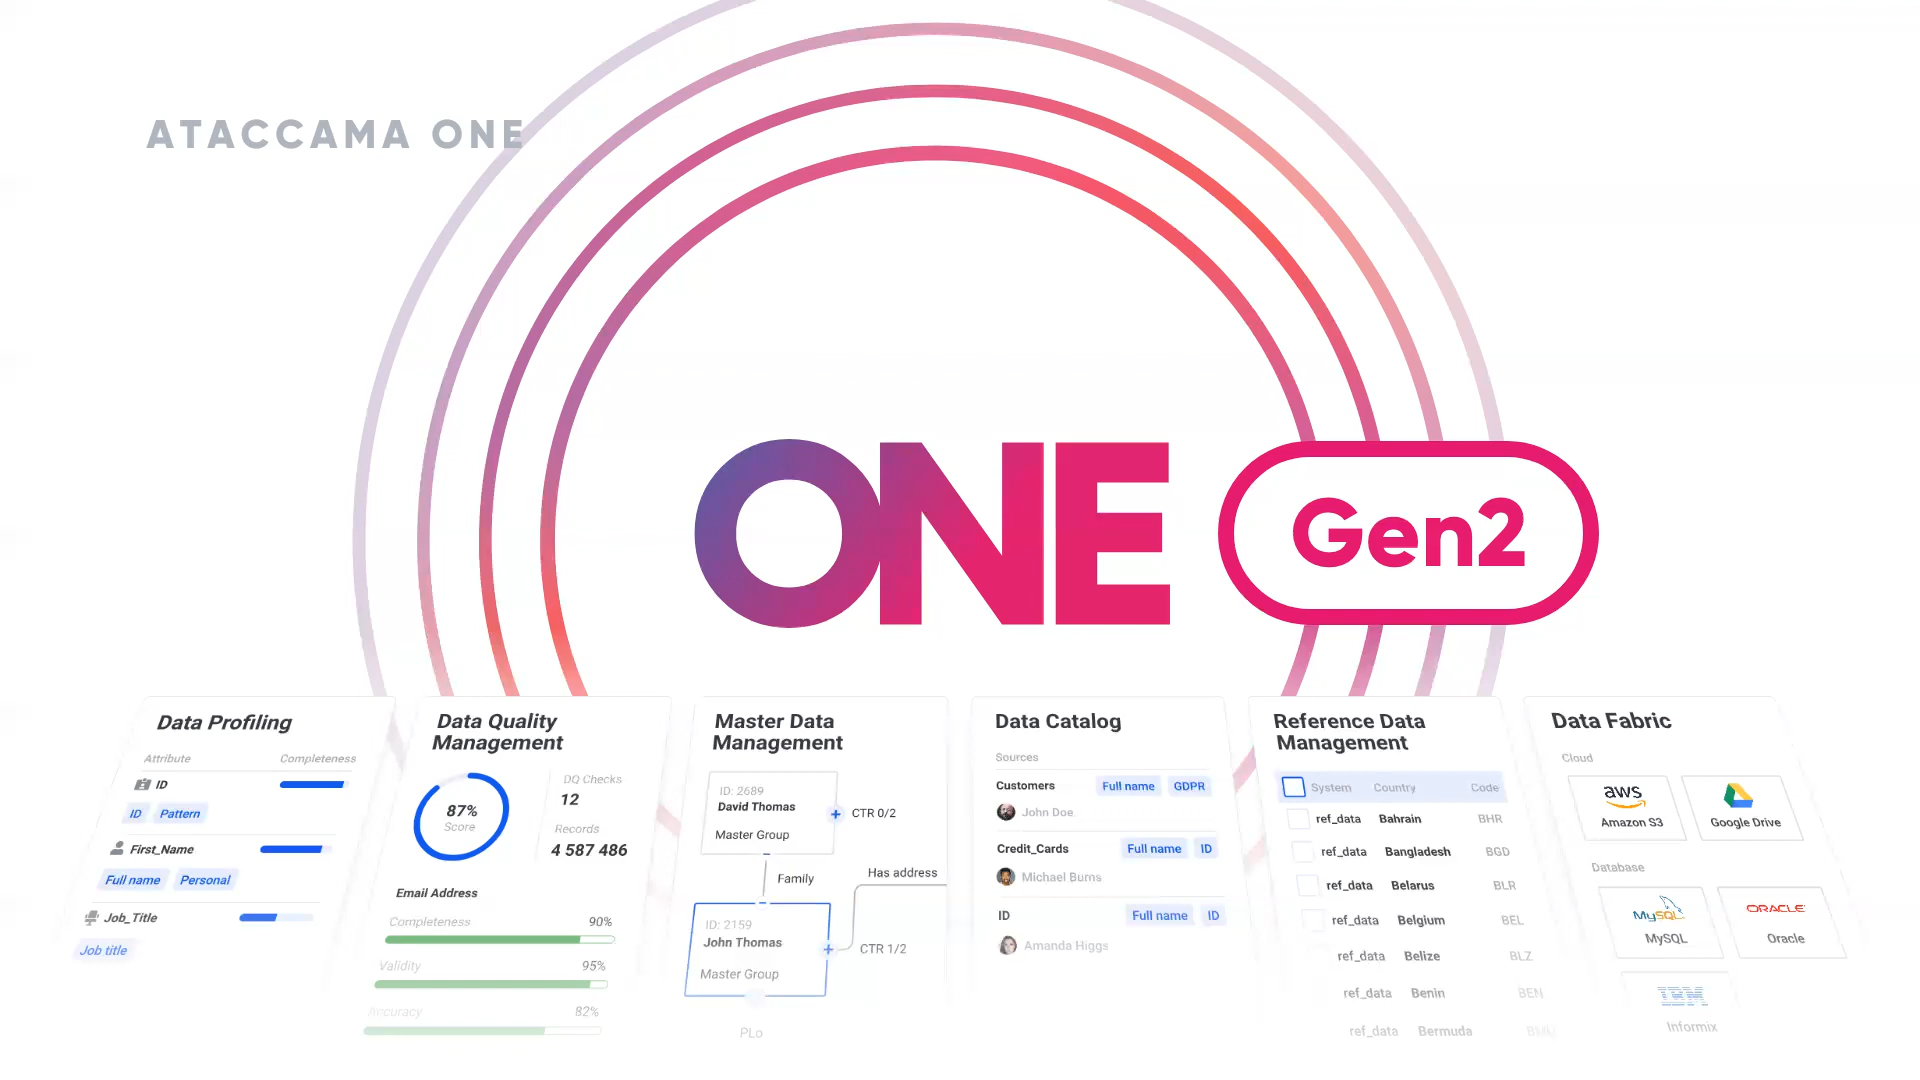 ATACCAMA ONE
ONE
Gen2
Data Profiling
Attribute Completeness
ID
ID Pattern
First_Name
Full name Personal
Job_Title
Job title
Data Quality
Management
87%
Score
DQ Checks
12
Records
4 587 486
Email Address
Completeness 90%
Validity 95%
Accuracy 82%
Master Data
Management
ID: 2689
David Thomas
Master Group
CTR 0/2
Family
Has address
ID: 2159
John Thomas
Master Group
CTR 1/2
PLo
Data Catalog
Sources
Customers Full name GDPR
John Doe
Credit_Cards Full name ID
Michael Burns
ID Full name ID
Amanda Higgs
Reference Data
Management
System Country Code
ref_data Bahrain BHR
ref_data Bangladesh BGD
ref_data Belarus BLR
ref_data Belgium BEL
ref_data Belize BLZ
ref_data Benin BEN
ref_data Bermuda
Data Fabric
Cloud
aws
Amazon S3
Google Drive
Database
MySQL
MySQL
ORACLE
Oracle
IBM
Informix